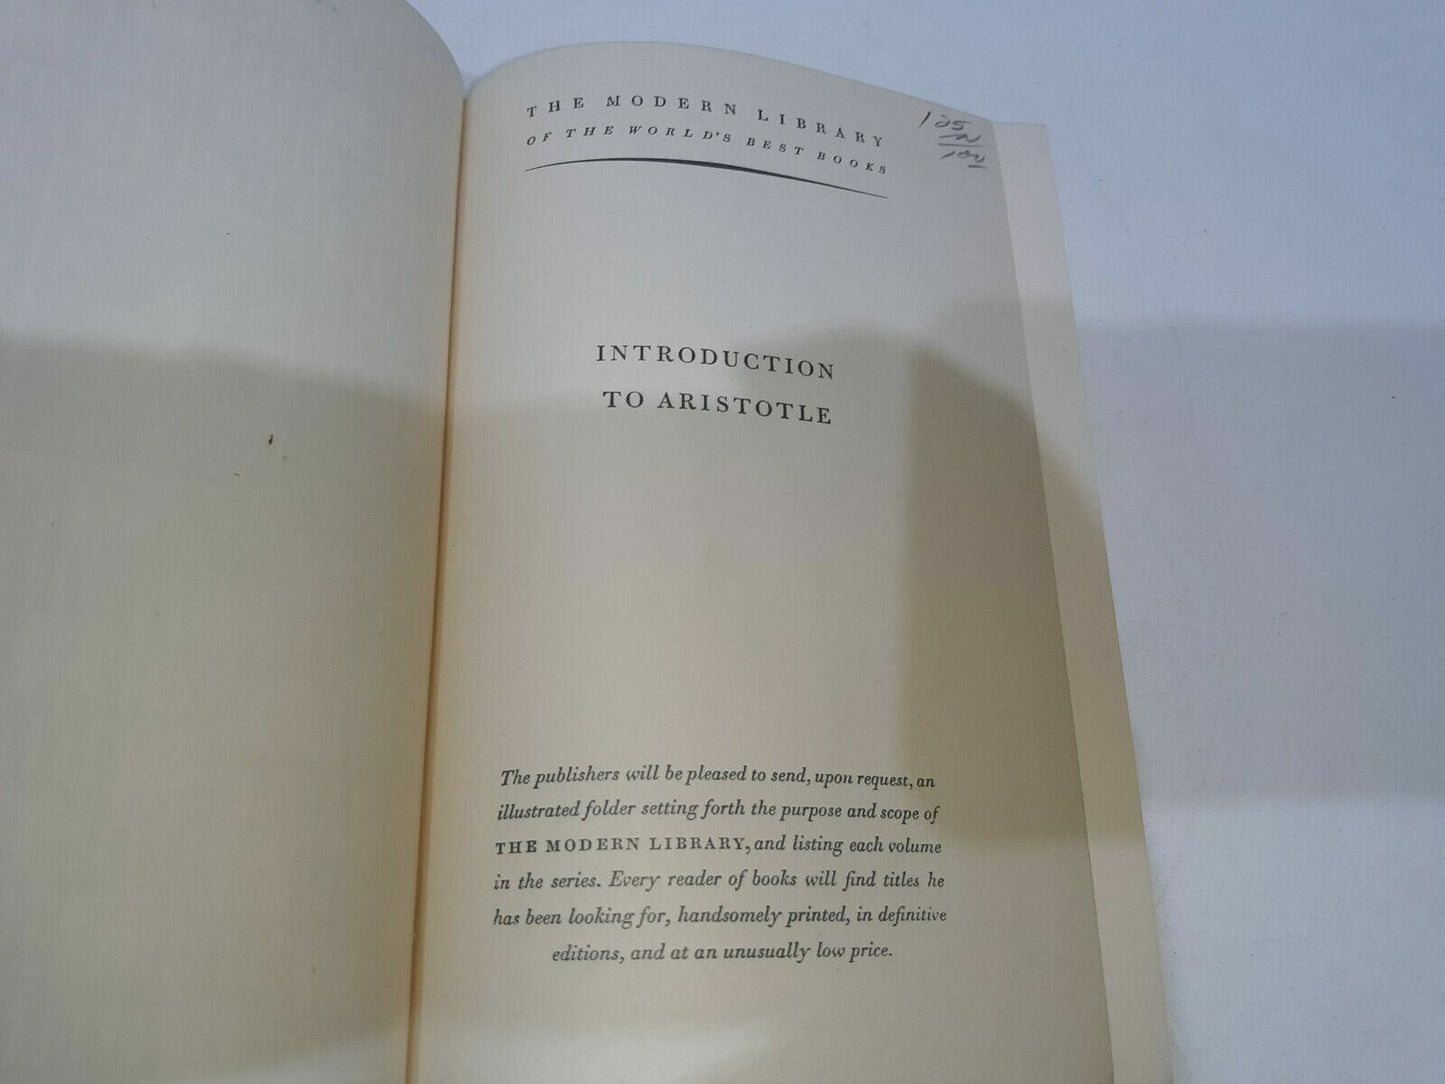 THE MODERN LIBRARY
OF THE WORLD'S BEST BOOKS
125
INTRODUCTION
TO ARISTOTLE
The publishers will be pleased to send, upon request, an
illustrated folder setting forth the purpose and scope of
THE MODERN LIBRARY, and listing each volume
in the series. Every reader of books will find titles he
has been looking for, handsomely printed, in definitive
editions, and at an unusually low price.